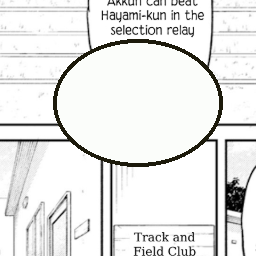 Akkun can beat
Hayami-kun in the
selection relay
Track and
Field Club